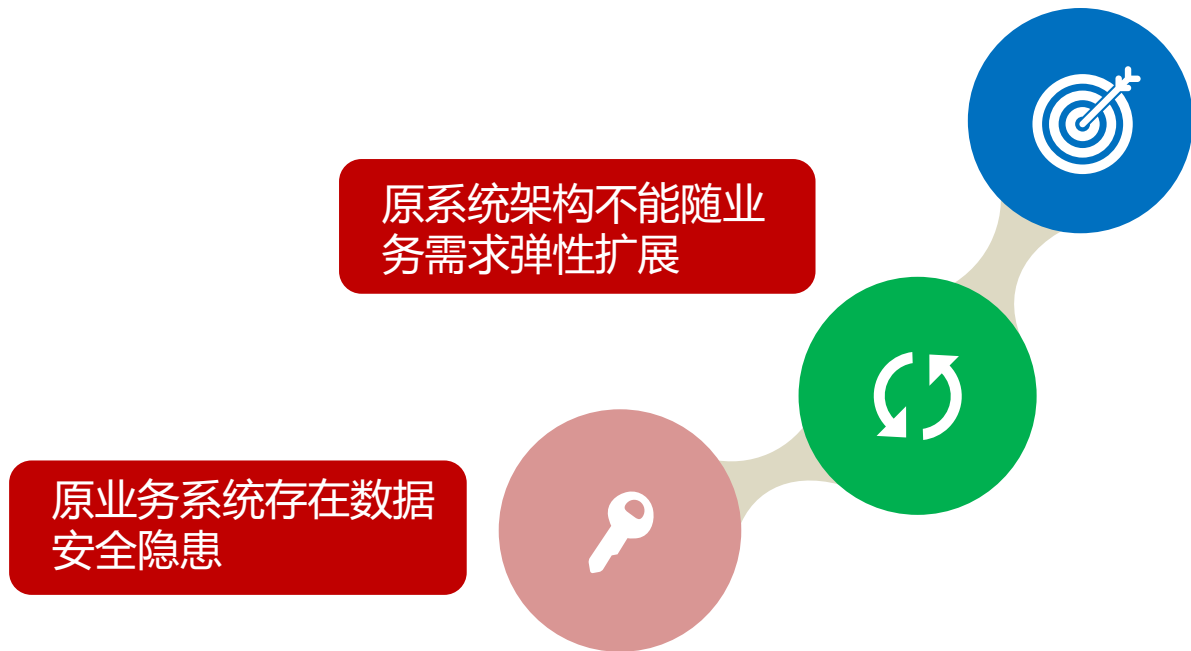 原系统架构不能随业
务需求弹性扩展
原业务系统存在数据
安全隐患